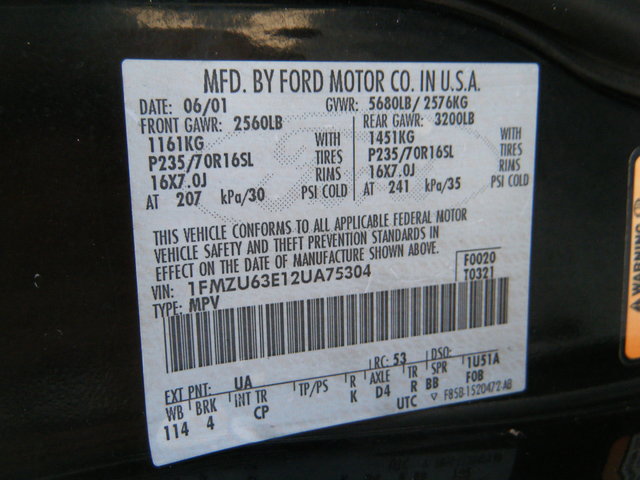 MFD. BY FORD MOTOR CO. IN U.S.A.
DATE: 06/01 GVWR: 5680LB/ 2576KG
FRONT GAWR: 2560LB REAR GAWR: 3200LB
1161KG WITH 1451KG WITH
P235/70R16SL TIRES P235/70R16SL TIRES
16X7.0J RIMS 16X7.0J RIMS
AT 207 kPa/30 PSI COLD AT 241 kPa/35 PSI COLD
THIS VEHICLE CONFORMS TO ALL APPLICABLE FEDERAL MOTOR
VEHICLE SAFETY AND THEFT PREVENTION STANDARDS IN
EFFECT ON THE DATE OF MANUFACTURE SHOWN ABOVE.
VIN: 1FMZU63E12UA75304 F0020
TYPE: MPV T0321
RC: 53 DSO:
EXT PNT: UA 1U51A
WB BRK INT TR TP/PS R AXLE TR SPR F0B
114 4 CP K D4 R BB
UTC ▽ F85B-1520472-AB
WARNING